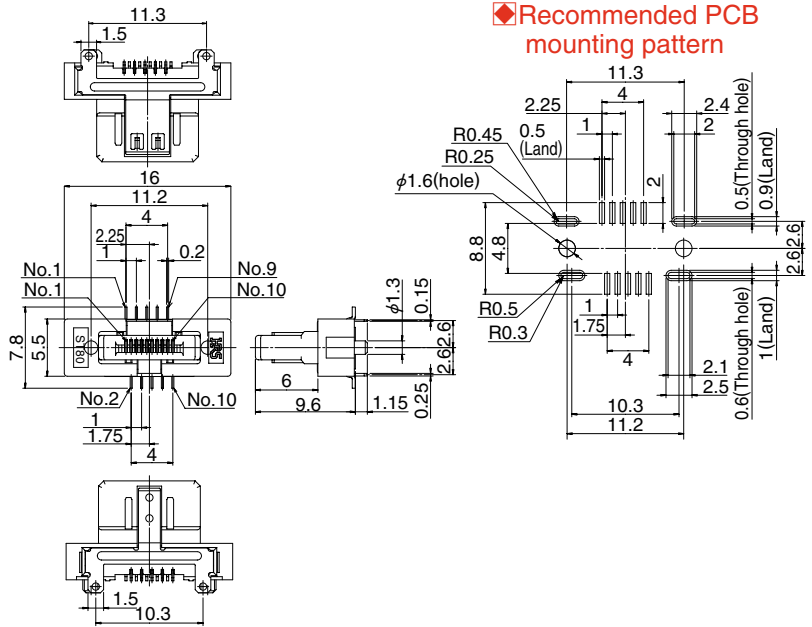 11.3
1.5
◆Recommended PCB
mounting pattern
11.3
4
2.25
2.4
1
2
0.5
(Land)
R0.45
R0.25
φ1.6(hole)
2
0.5(Through hole)
0.9(Land)
8.8
4.8
2.6
2.6
R0.5
R0.3
1
1.75
4
0.6(Through hole)
1(Land)
2.1
2.5
10.3
11.2
16
11.2
4
2.25
1
0.2
No.1
No.9
No.1
No.10
7.8
5.5
ST80
HRS
No.2
No.10
1
1.75
4
φ1.3
0.15
2.6
2.6
6
9.6
1.15
0.25
1.5
10.3